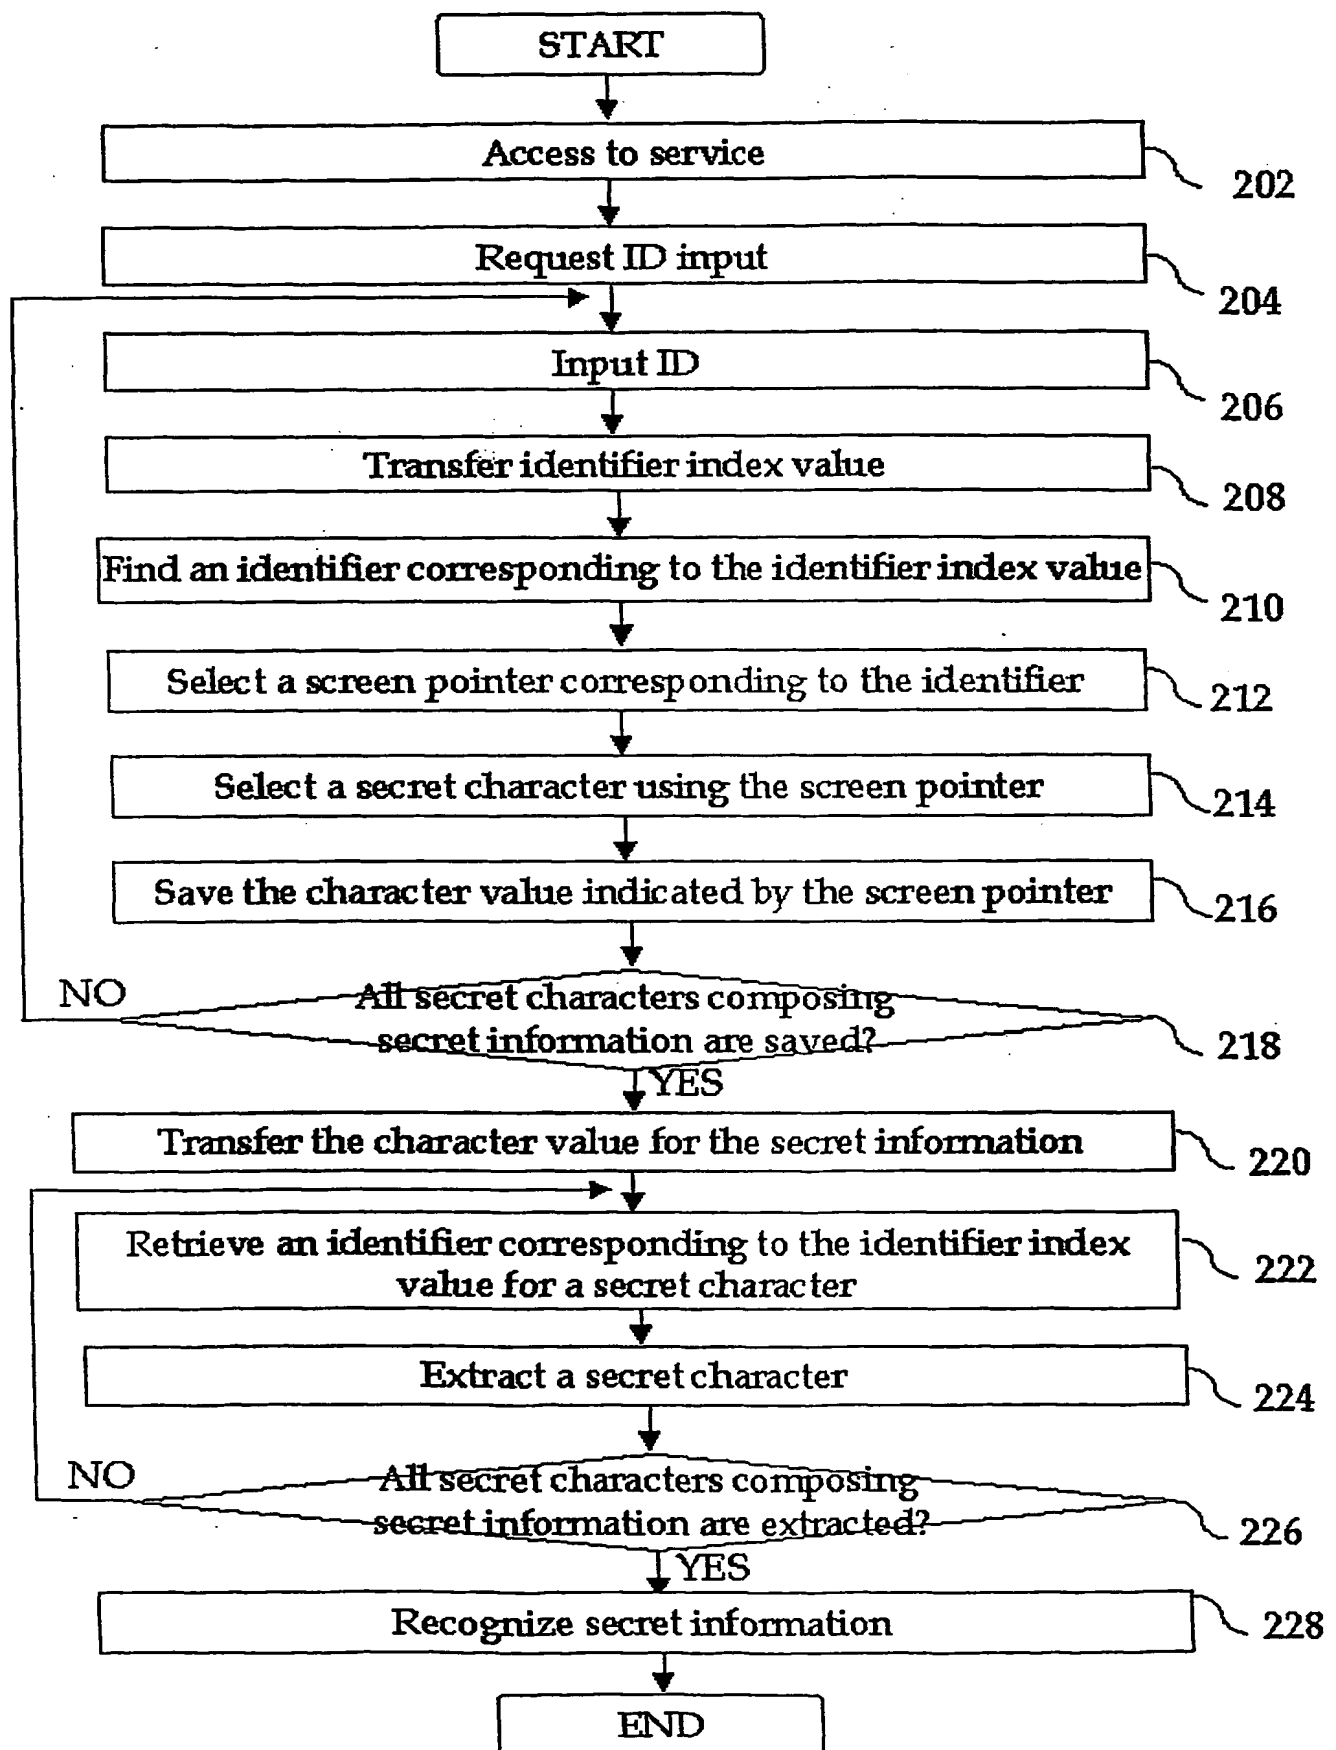 START
Access to service
202
Request ID input
204
Input ID
206
Transfer identifier index value
208
Find an identifier corresponding to the identifier index value
210
Select a screen pointer corresponding to the identifier
212
Select a secret character using the screen pointer
214
Save the character value indicated by the screen pointer
216
NO
All secret characters composing
secret information are saved?
218
YES
Transfer the character value for the secret information
220
Retrieve an identifier corresponding to the identifier index
value for a secret character
222
Extract a secret character
224
NO
All secret characters composing
secret information are extracted?
226
YES
Recognize secret information
228
END